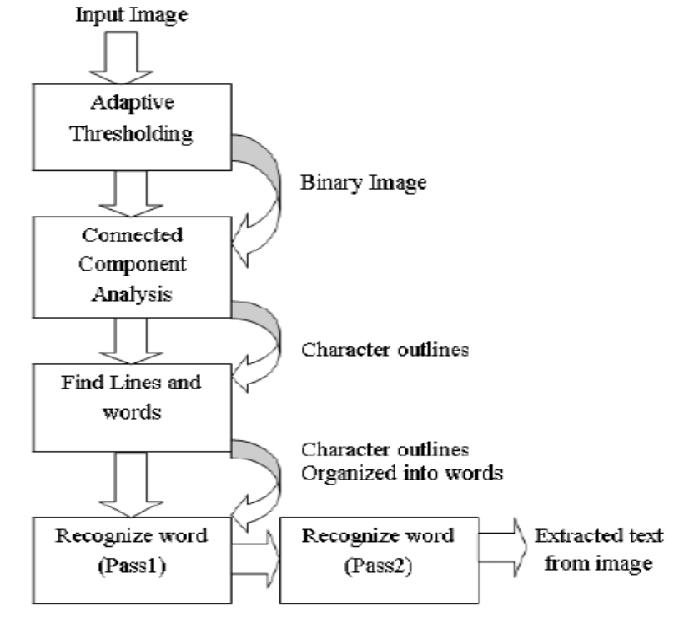 Input Image
Adaptive
Thresholding
Binary Image
Connected
Component
Analysis
Character outlines
Find Lines and
words
Character outlines
Organized into words
Recognize word
(Pass1)
Recognize word
(Pass2)
Extracted text
from image